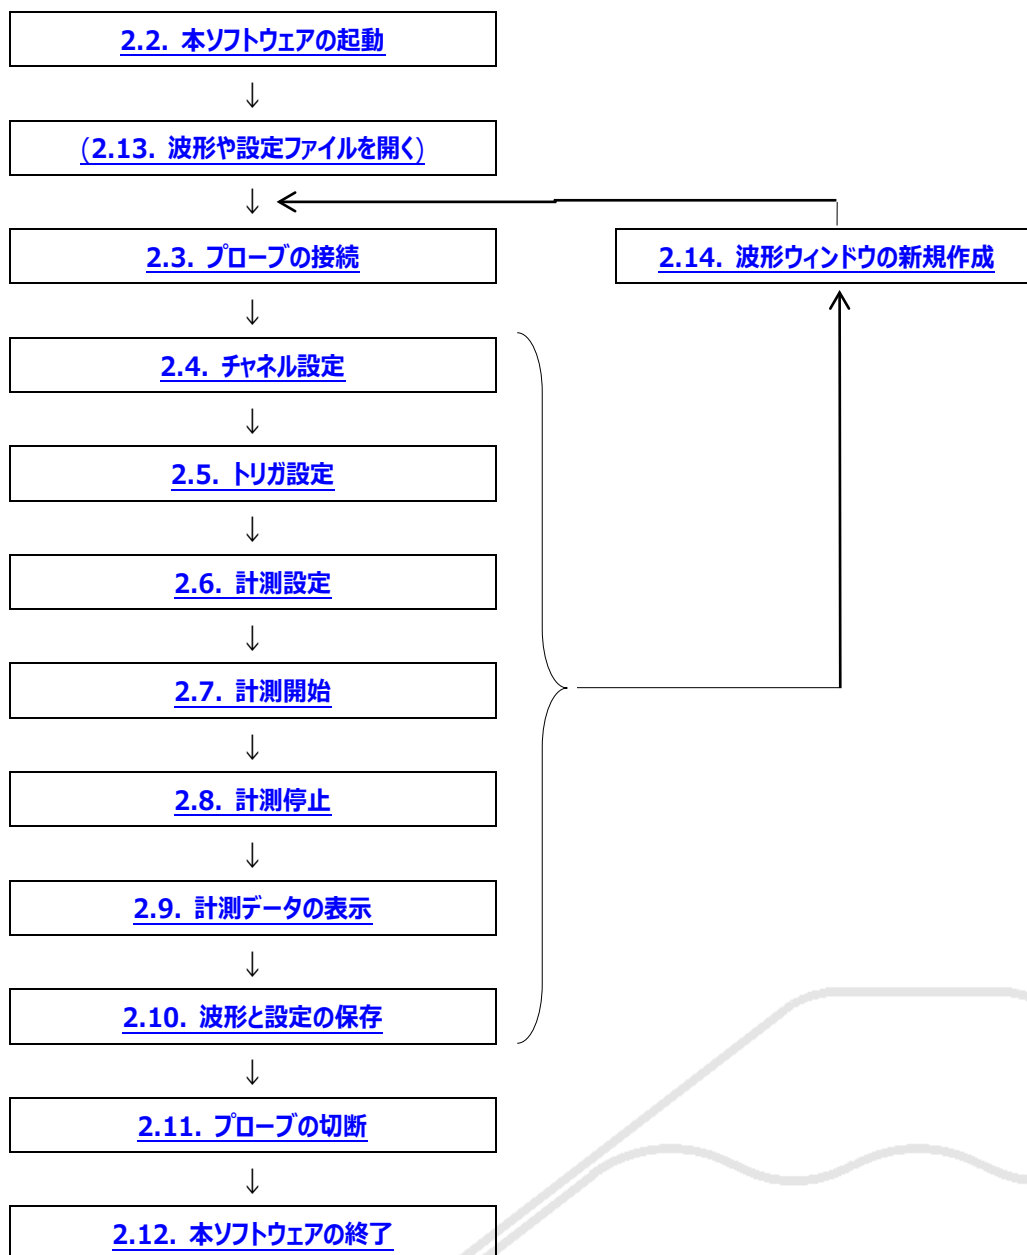 2.2. 本ソフトウェアの起動
↓
(2.13. 波形や設定ファイルを開く)
↓
2.3. プローブの接続
2.14. 波形ウィンドウの新規作成
↓
2.4. チャネル設定
↓
2.5. トリガ設定
↓
2.6. 計測設定
↓
2.7. 計測開始
↓
2.8. 計測停止
↓
2.9. 計測データの表示
↓
2.10. 波形と設定の保存
↓
2.11. プローブの切断
↓
2.12. 本ソフトウェアの終了